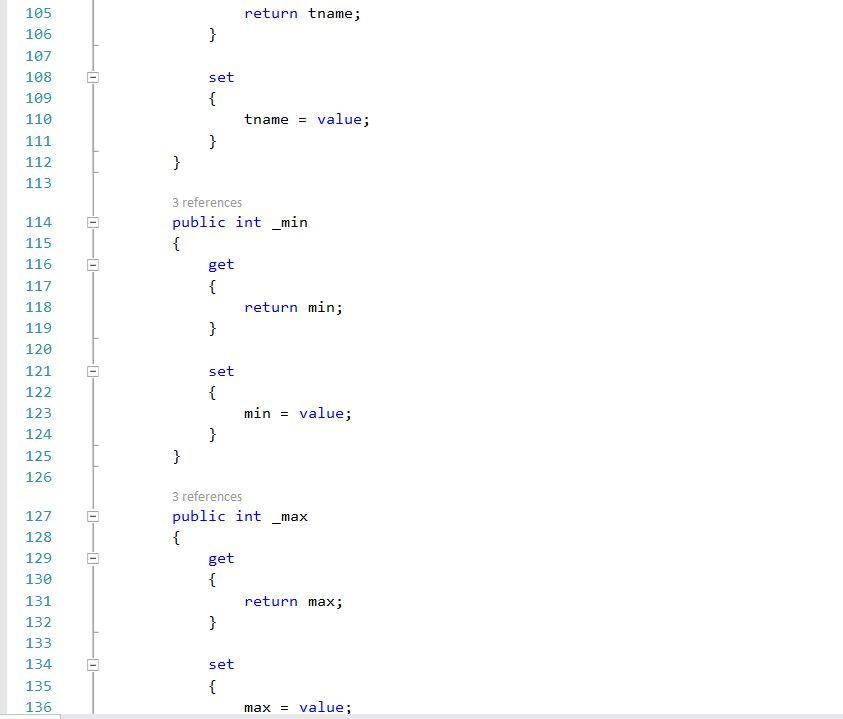 105 return tname;
106 }
107
108 set
109 {
110 tname = value;
111 }
112 }
113
3 references
114 public int _min
115 {
116 get
117 {
118 return min;
119 }
120
121 set
122 {
123 min = value;
124 }
125 }
126
3 references
127 public int _max
128 {
129 get
130 {
131 return max;
132 }
133
134 set
135 {
136 max = value;